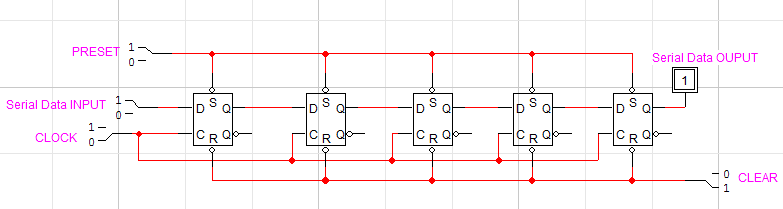 PRESET 1
0
Serial Data OUPUT
1
Serial Data INPUT 1
0
CLOCK 1
0
D S Q
C R Q
D S Q
C R Q
D S Q
C R Q
D S Q
C R Q
D S Q
C R Q
0
1
CLEAR